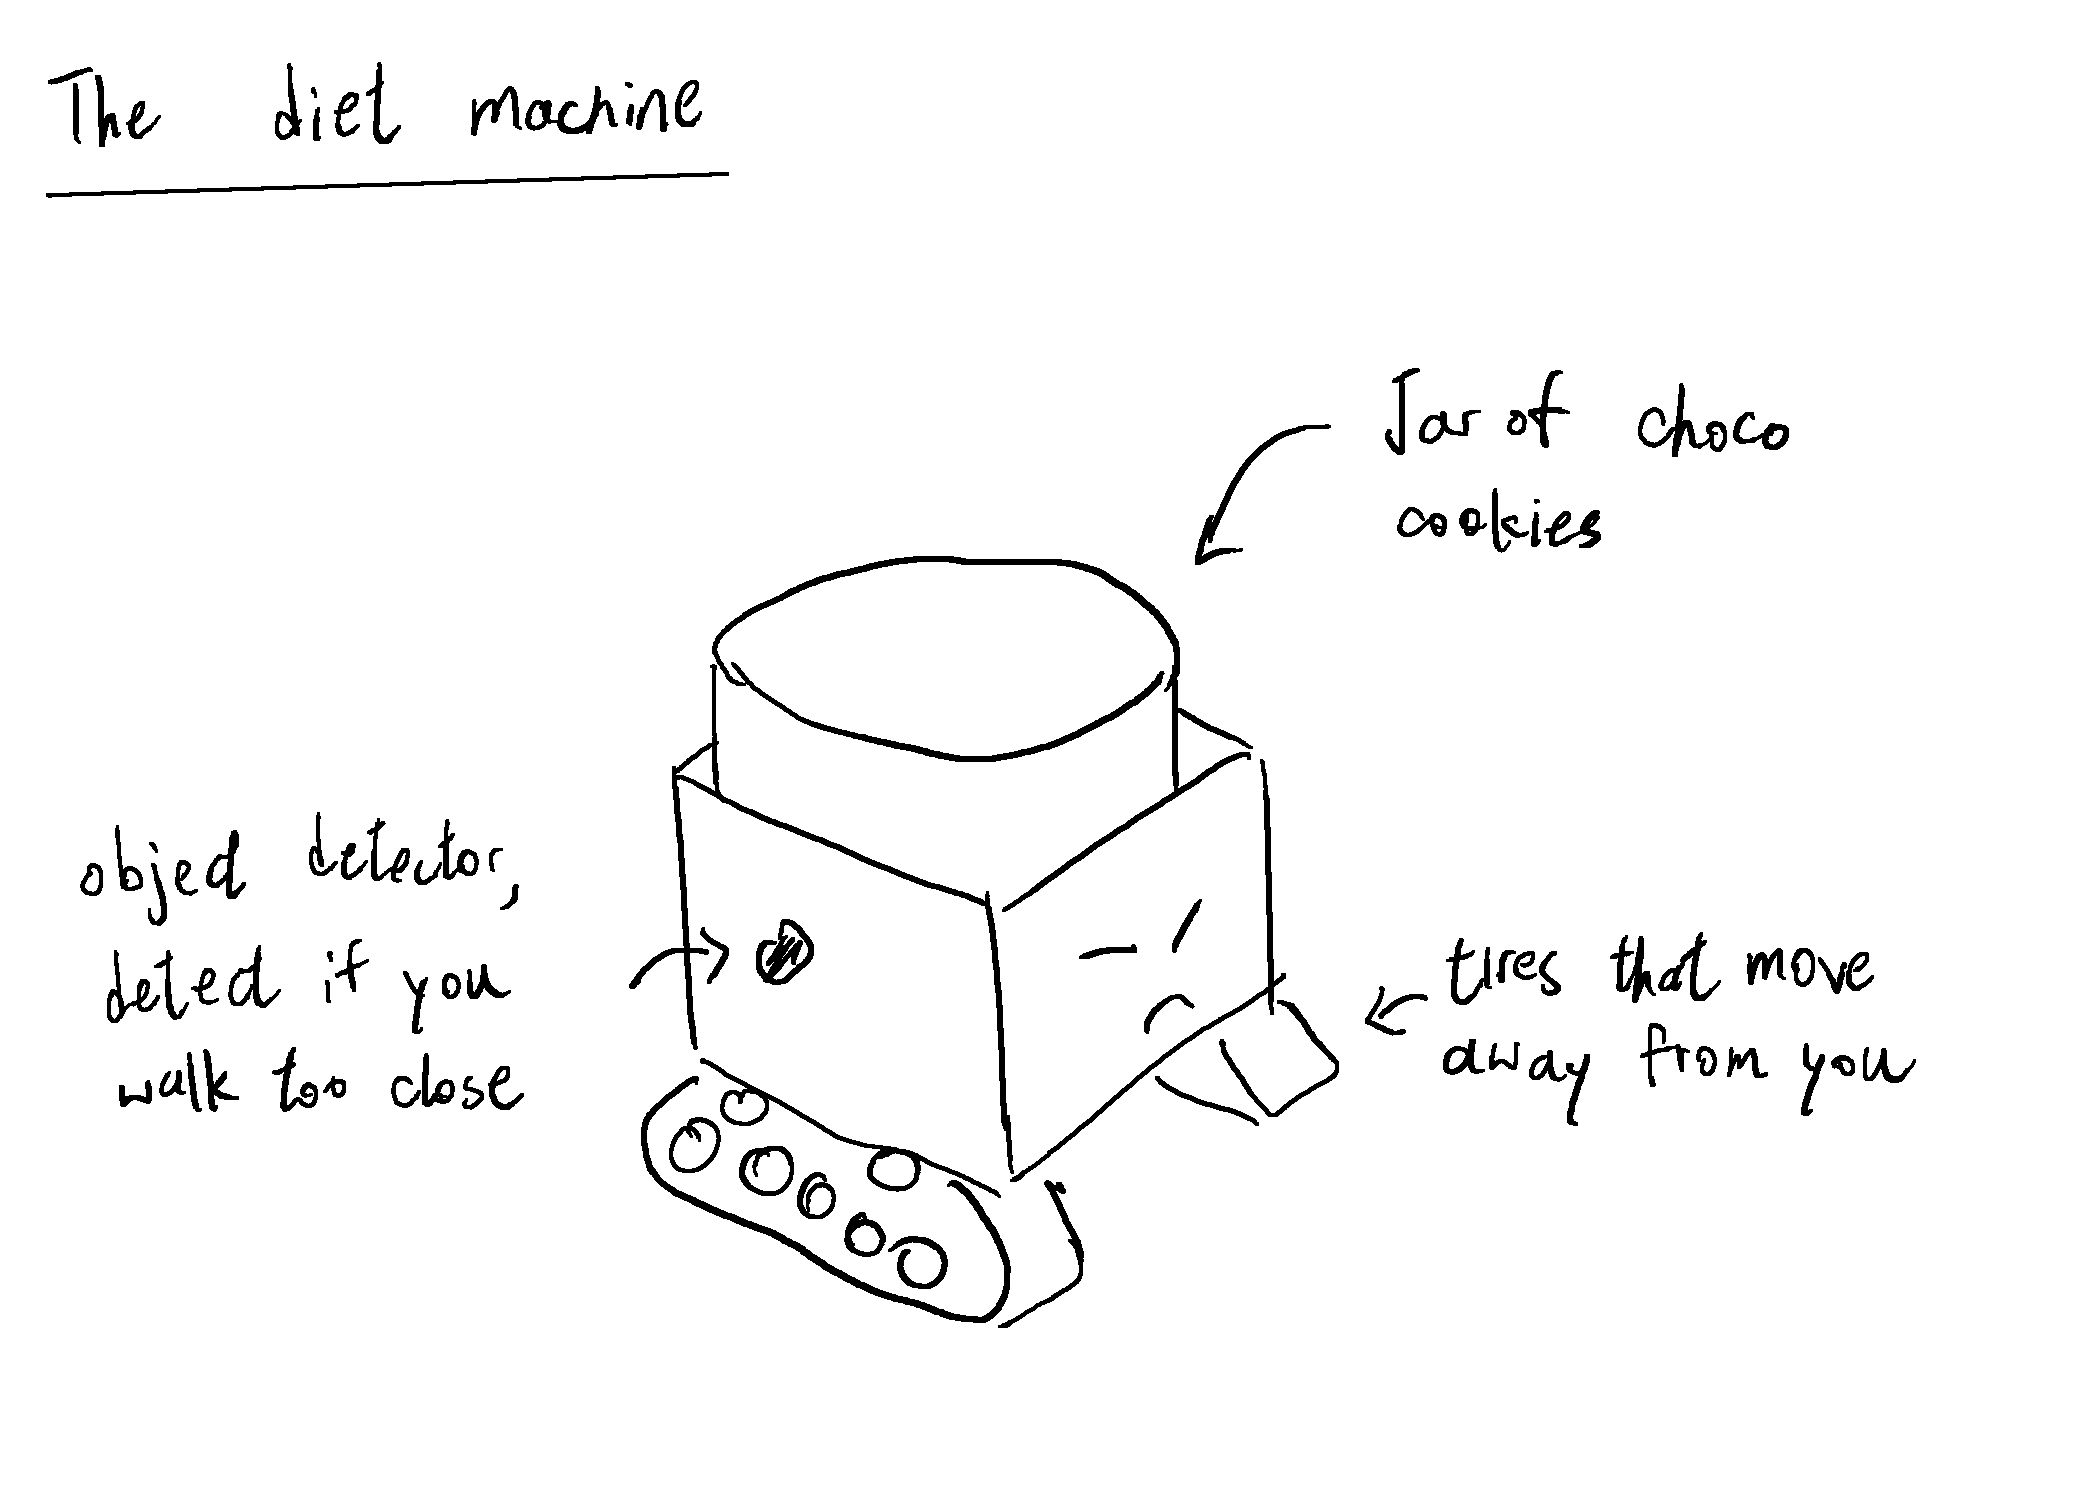 The diet machine
Jar of choco
cookies
object detector,
detect if you
walk too close
tires that move
away from you